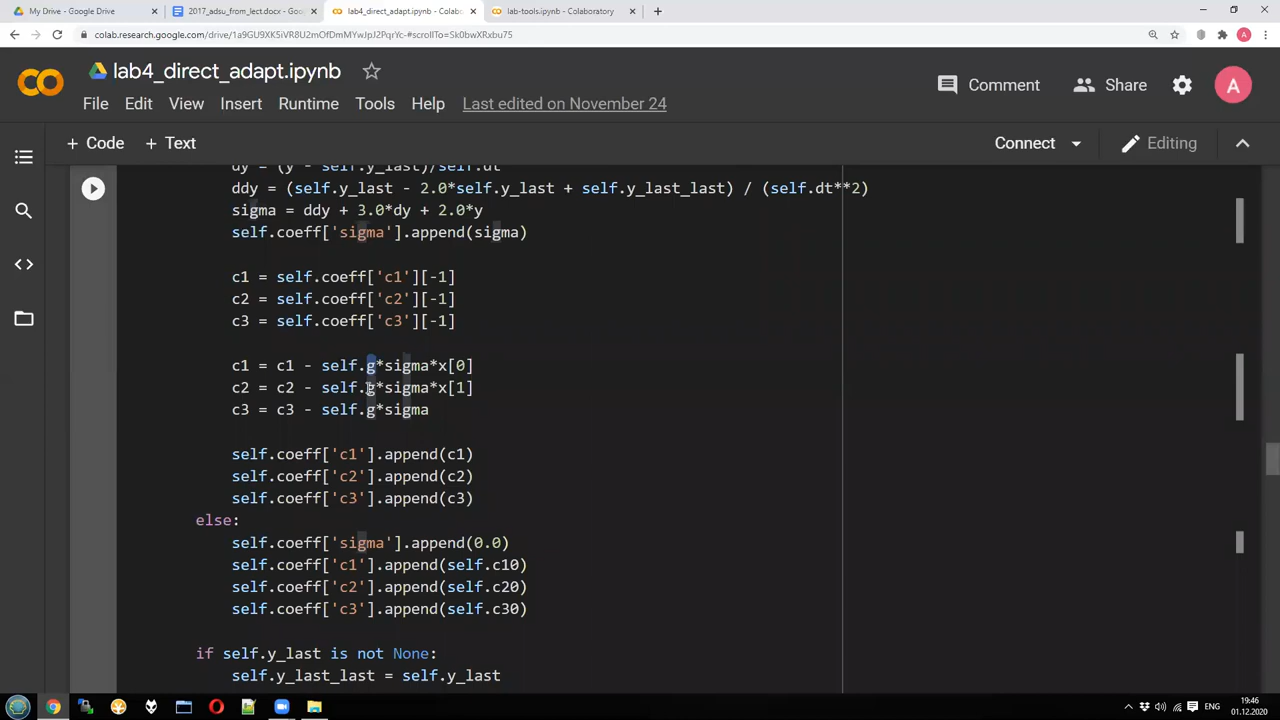 My Drive - Google Drive
2017_adsu_from_lect.docx - Goog
lab4_direct_adapt.ipynb - Colabo
lab-tools.ipynb - Colaboratory
colab.research.google.com/drive/1a9GU9XK5iVR8U2mOfDmMYwJpJ2PqrYc-#scrollTo=Sk0bwXRxbu75
A
lab4_direct_adapt.ipynb
Comment
Share
A
File Edit View Insert Runtime Tools Help Last edited on November 24
+ Code + Text
Connect
Editing
dy = (y - self.y_last)/self.dt
ddy = (self.y_last - 2.0*self.y_last + self.y_last_last) / (self.dt**2)
sigma = ddy + 3.0*dy + 2.0*y
self.coeff['sigma'].append(sigma)
c1 = self.coeff['c1'][-1]
c2 = self.coeff['c2'][-1]
c3 = self.coeff['c3'][-1]
c1 = c1 - self.g*sigma*x[0]
c2 = c2 - self.g*sigma*x[1]
c3 = c3 - self.g*sigma
self.coeff['c1'].append(c1)
self.coeff['c2'].append(c2)
self.coeff['c3'].append(c3)
else:
self.coeff['sigma'].append(0.0)
self.coeff['c1'].append(self.c10)
self.coeff['c2'].append(self.c20)
self.coeff['c3'].append(self.c30)
if self.y_last is not None:
self.y_last_last = self.y_last
ENG
19:46
01.12.2020